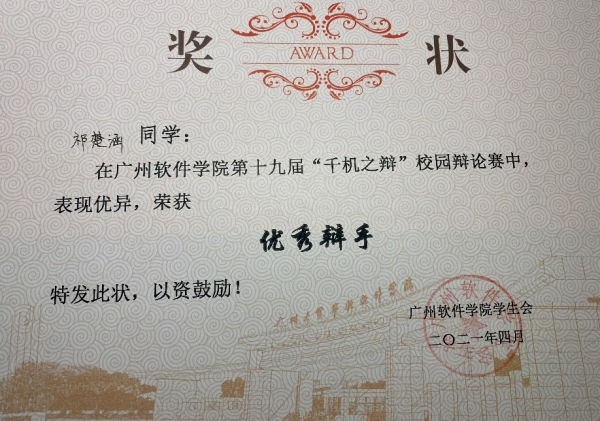 奖 AWARD 状
祁楚涵 同学：
在广州软件学院第十九届“千机之辩”校园辩论赛中，
表现优异，荣获
优秀辩手
特发此状，以资鼓励！
广州软件学院学生会
二〇二一年四月